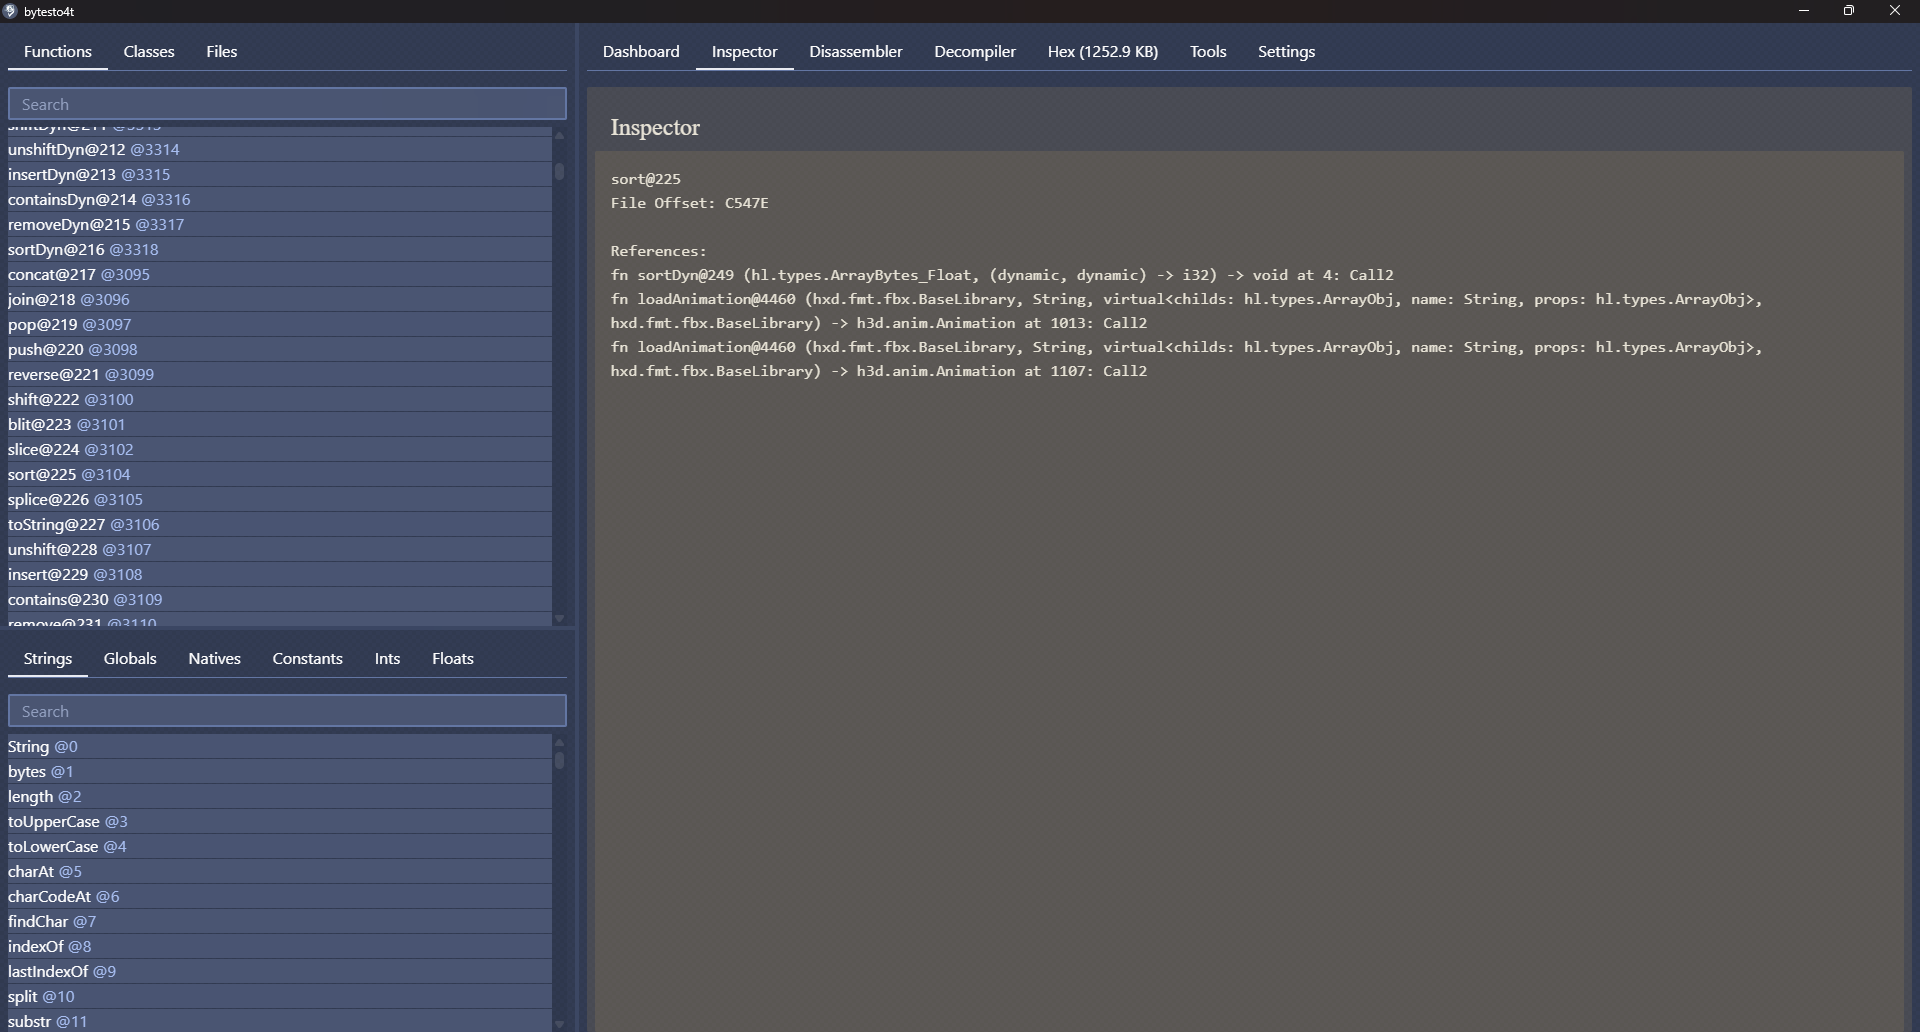 bytesto4t
Functions Classes Files
Search
unshiftDyn@212 @3314
insertDyn@213 @3315
containsDyn@214 @3316
removeDyn@215 @3317
sortDyn@216 @3318
concat@217 @3095
join@218 @3096
pop@219 @3097
push@220 @3098
reverse@221 @3099
shift@222 @3100
blit@223 @3101
slice@224 @3102
sort@225 @3104
splice@226 @3105
toString@227 @3106
unshift@228 @3107
insert@229 @3108
contains@230 @3109
remove@231 @3110
Strings Globals Natives Constants Ints Floats
Search
String @0
bytes @1
length @2
toUpperCase @3
toLowerCase @4
charAt @5
charCodeAt @6
findChar @7
indexOf @8
lastIndexOf @9
split @10
substr @11
Dashboard Inspector Disassembler Decompiler Hex (1252.9 KB) Tools Settings
Inspector
sort@225
File Offset: C547E
References:
fn sortDyn@249 (hl.types.ArrayBytes_Float, (dynamic, dynamic) -> i32) -> void at 4: Call2
fn loadAnimation@4460 (hxd.fmt.fbx.BaseLibrary, String, virtual<childs: hl.types.ArrayObj, name: String, props: hl.types.ArrayObj>,
hxd.fmt.fbx.BaseLibrary) -> h3d.anim.Animation at 1013: Call2
fn loadAnimation@4460 (hxd.fmt.fbx.BaseLibrary, String, virtual<childs: hl.types.ArrayObj, name: String, props: hl.types.ArrayObj>,
hxd.fmt.fbx.BaseLibrary) -> h3d.anim.Animation at 1107: Call2